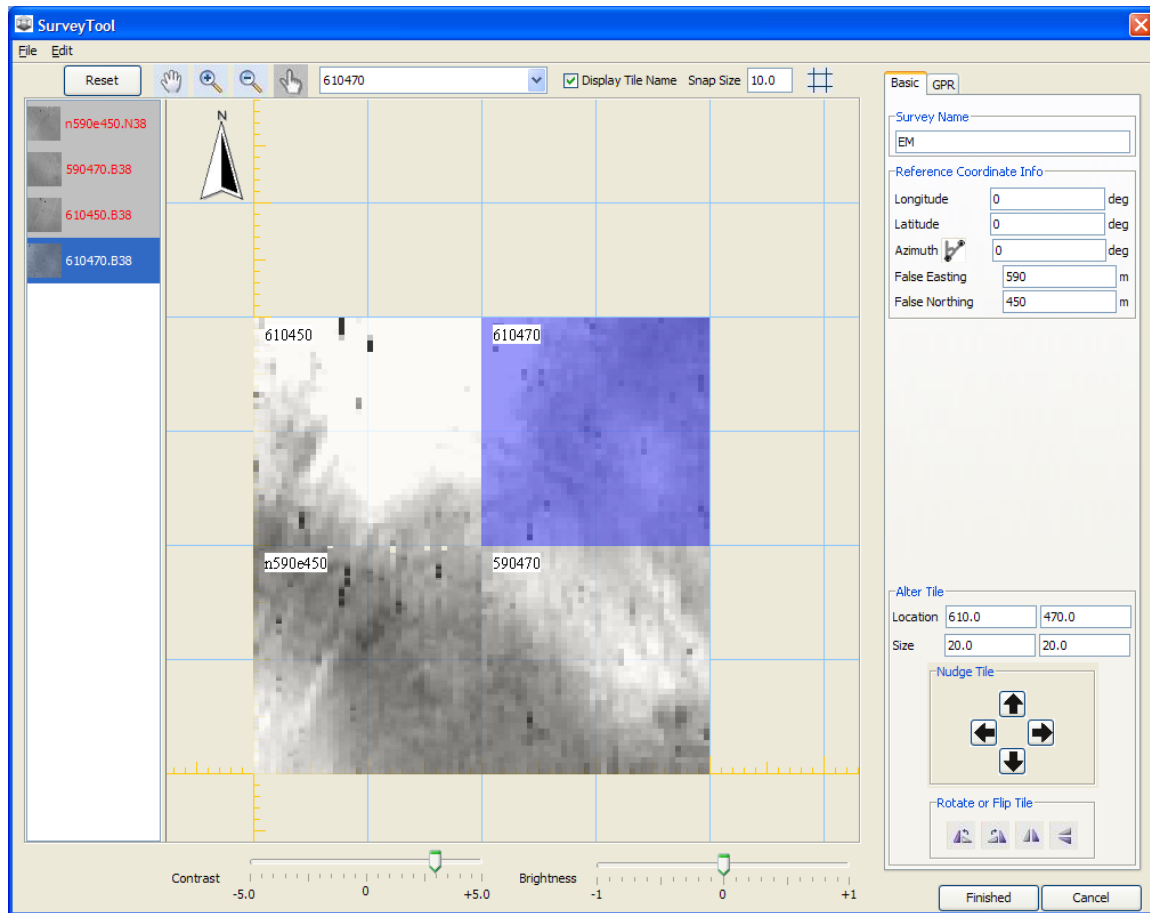 SurveyTool
File Edit
Reset 610470 Display Tile Name Snap Size 10.0
n590e450.N38
590470.B38
610450.B38
610470.B38
N
610450 610470
n590e450 590470
Contrast -5.0 0 +5.0
Brightness -1 0 +1
Basic GPR
Survey Name
EM
Reference Coordinate Info
Longitude 0 deg
Latitude 0 deg
Azimuth 0 deg
False Easting 590 m
False Northing 450 m
Alter Tile
Location 610.0 470.0
Size 20.0 20.0
Nudge Tile
Rotate or Flip Tile
Finished Cancel